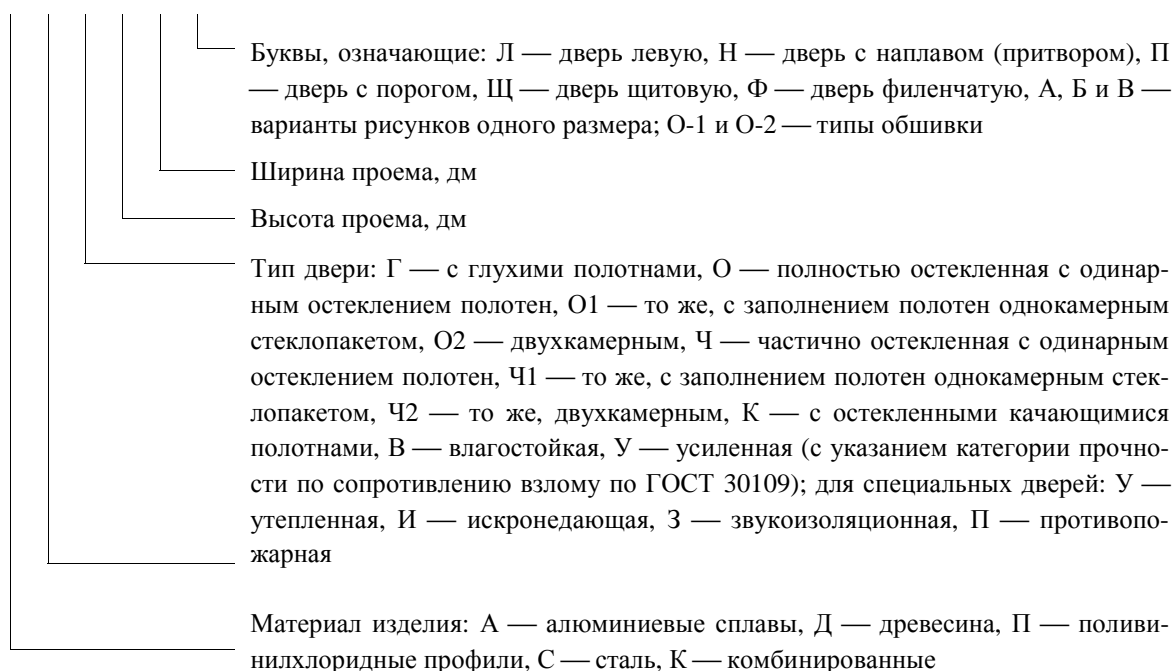 Буквы, означающие: Л — дверь левую, Н — дверь с наплавом (притвором), П
— дверь с порогом, Щ — дверь щитовую, Ф — дверь филенчатую, А, Б и В —
варианты рисунков одного размера; О-1 и О-2 — типы обшивки
Ширина проема, дм
Высота проема, дм
Тип двери: Г — с глухими полотнами, О — полностью остекленная с одинар-
ным остеклением полотен, О1 — то же, с заполнением полотен однокамерным
стеклопакетом, О2 — двухкамерным, Ч — частично остекленная с одинарным
остеклением полотен, Ч1 — то же, с заполнением полотен однокамерным стек-
лопакетом, Ч2 — то же, двухкамерным, К — с остекленными качающимися
полотнами, В — влагостойкая, У — усиленная (с указанием категории прочно-
сти по сопротивлению взлому по ГОСТ 30109); для специальных дверей: У —
утепленная, И — искронедающая, З — звукоизоляционная, П — противопо-
жарная
Материал изделия: А — алюминиевые сплавы, Д — древесина, П — поливи-
нилхлоридные профили, С — сталь, К — комбинированные